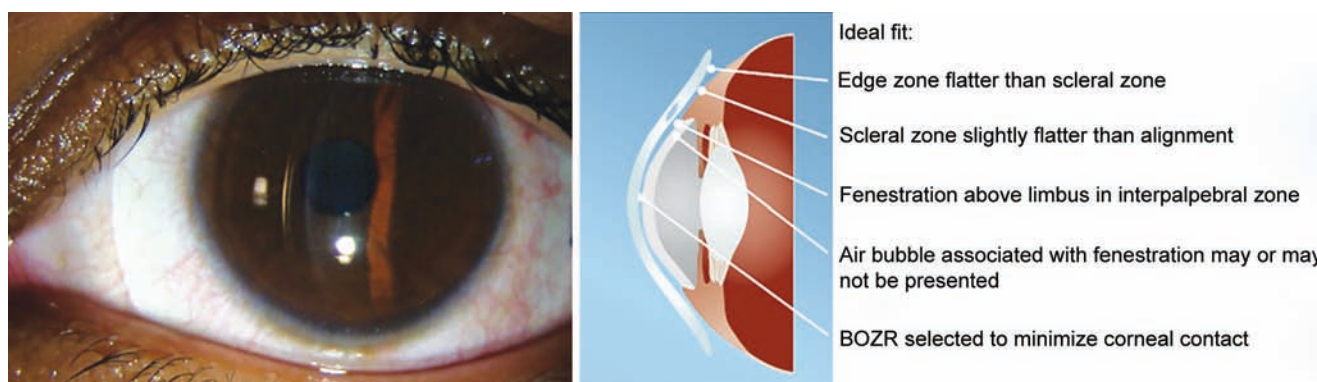 Ideal fit:
Edge zone flatter than scleral zone
Scleral zone slightly flatter than alignment
Fenestration above limbus in interpalpebral zone
Air bubble associated with fenestration may or may
not be presented
BOZR selected to minimize corneal contact